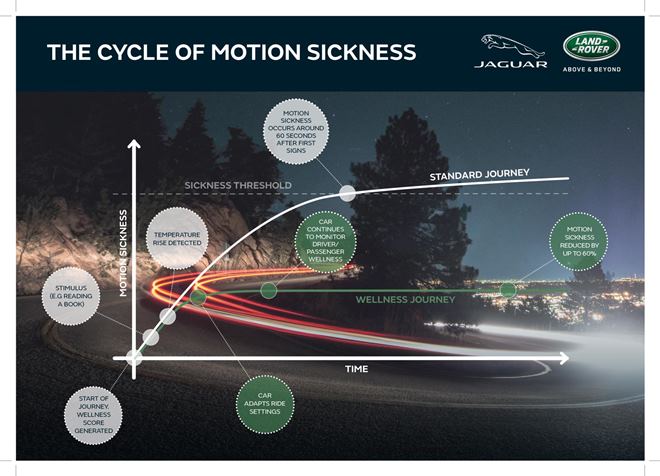 THE CYCLE OF MOTION SICKNESS
JAGUAR
LAND-
-ROVER
ABOVE & BEYOND
MOTION
SICKNESS
OCCURS AROUND
60 SECONDS
AFTER FIRST
SIGNS
STANDARD JOURNEY
SICKNESS THRESHOLD
MOTION SICKNESS
TEMPERATURE
RISE DETECTED
CAR
CONTINUES
TO MONITOR
DRIVER/
PASSENGER
WELLNESS
MOTION
SICKNESS
REDUCED BY
UP TO 60%
STIMULUS
(E.G READING
A BOOK)
WELLNESS JOURNEY
TIME
START OF
JOURNEY.
WELLNESS
SCORE
GENERATED
CAR
ADAPTS RIDE
SETTINGS